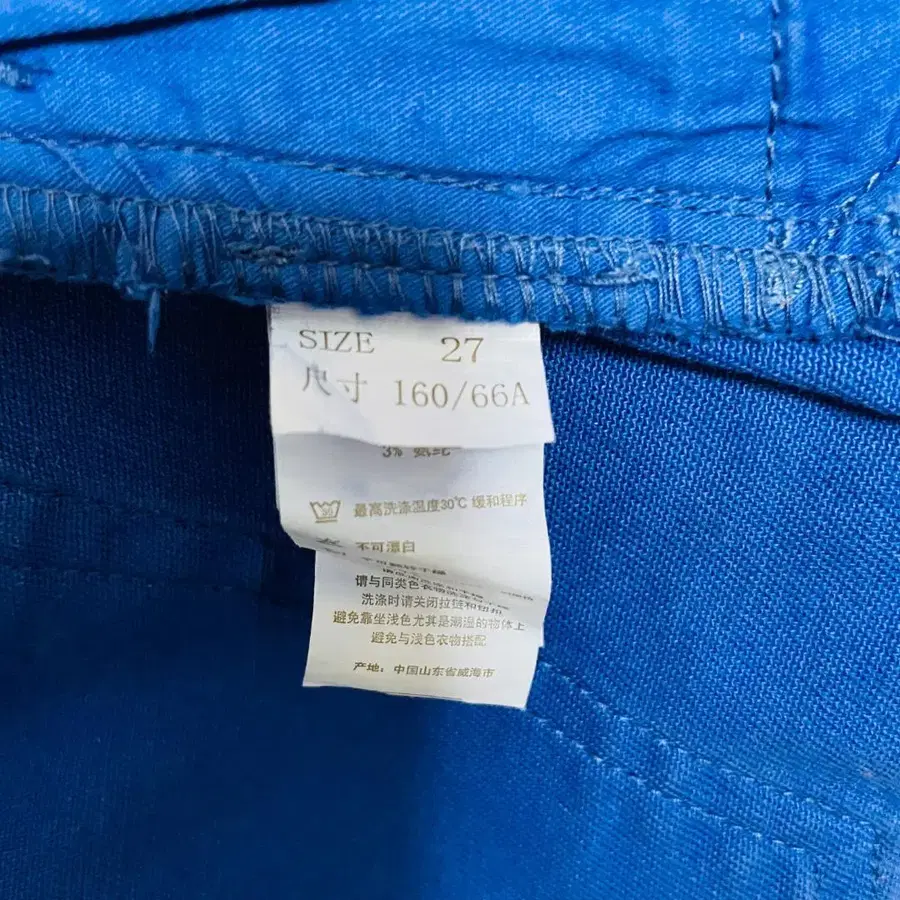 SIZE 27
尺寸 160/66A
3% 氨纶
最高洗涤温度30℃ 缓和程序
不可漂白
请与同类色衣物洗涤
洗涤时请关闭拉链和钮扣
避免靠坐浅色尤其是潮湿的物体上
避免与浅色衣物搭配
产地：中国山东省威海市